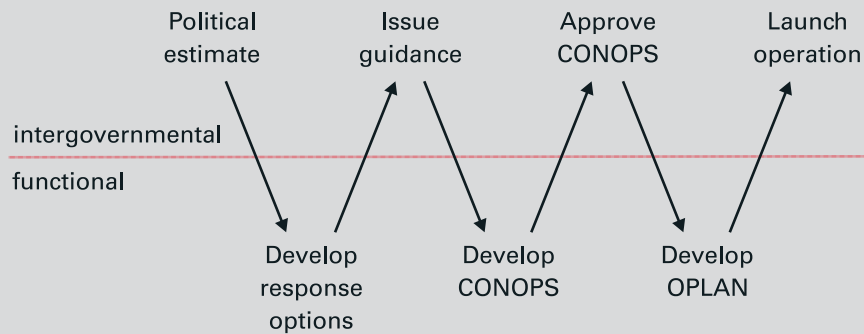 Political
estimate
Issue
guidance
Approve
CONOPS
Launch
operation
intergovernmental
functional
Develop
response
options
Develop
CONOPS
Develop
OPLAN